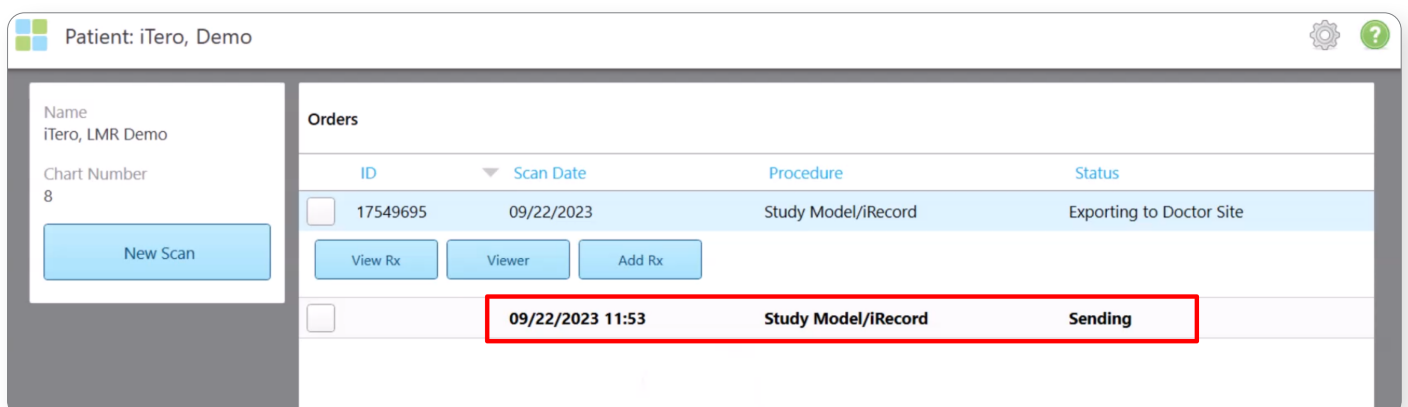 Patient: iTero, Demo
?
Name
iTero, LMR Demo
Chart Number
8
New Scan
Orders
ID Scan Date Procedure Status
17549695 09/22/2023 Study Model/iRecord Exporting to Doctor Site
View Rx Viewer Add Rx
09/22/2023 11:53 Study Model/iRecord Sending